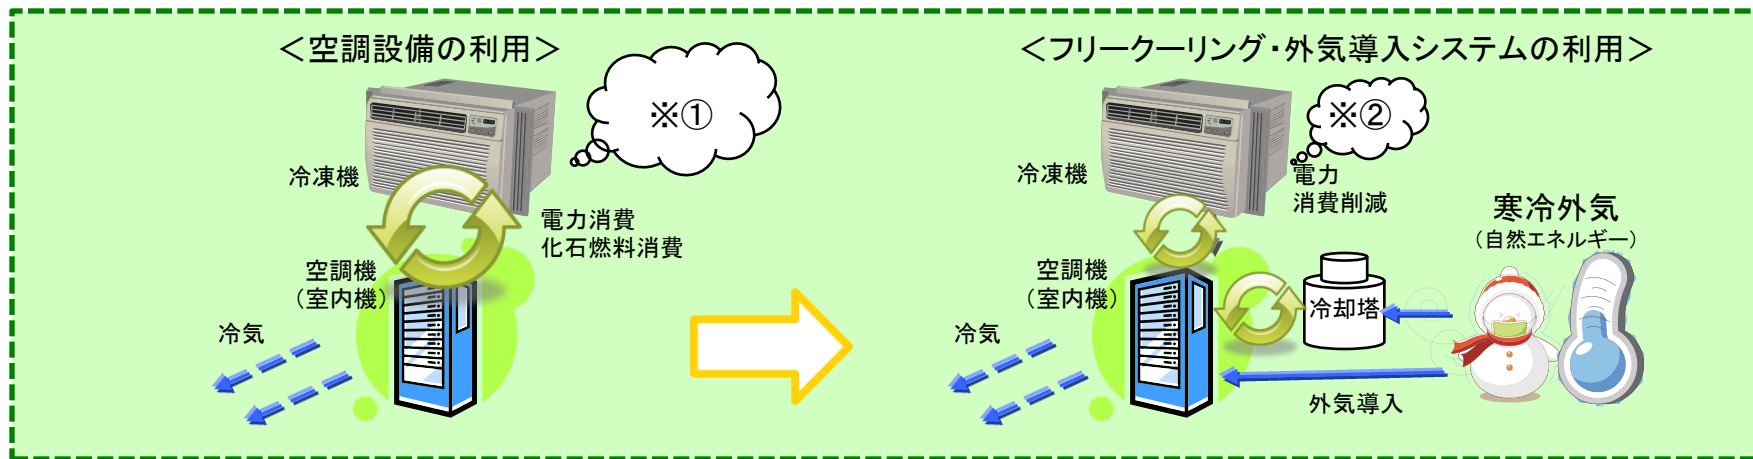 ＜空調設備の利用＞
※①
冷凍機
電力消費
化石燃料消費
空調機
（室内機）
冷気
＜フリークーリング・外気導入システムの利用＞
※②
冷凍機
電力
消費削減
寒冷外気
（自然エネルギー）
空調機
（室内機）
冷却塔
冷気
外気導入